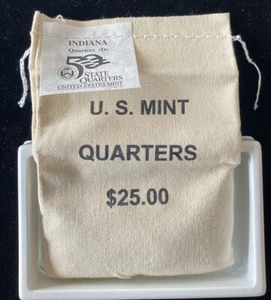 INDIANA
Quarters (D)
50
STATE
QUARTERS
UNITED STATES MINT
U. S. MINT
QUARTERS
$25.00